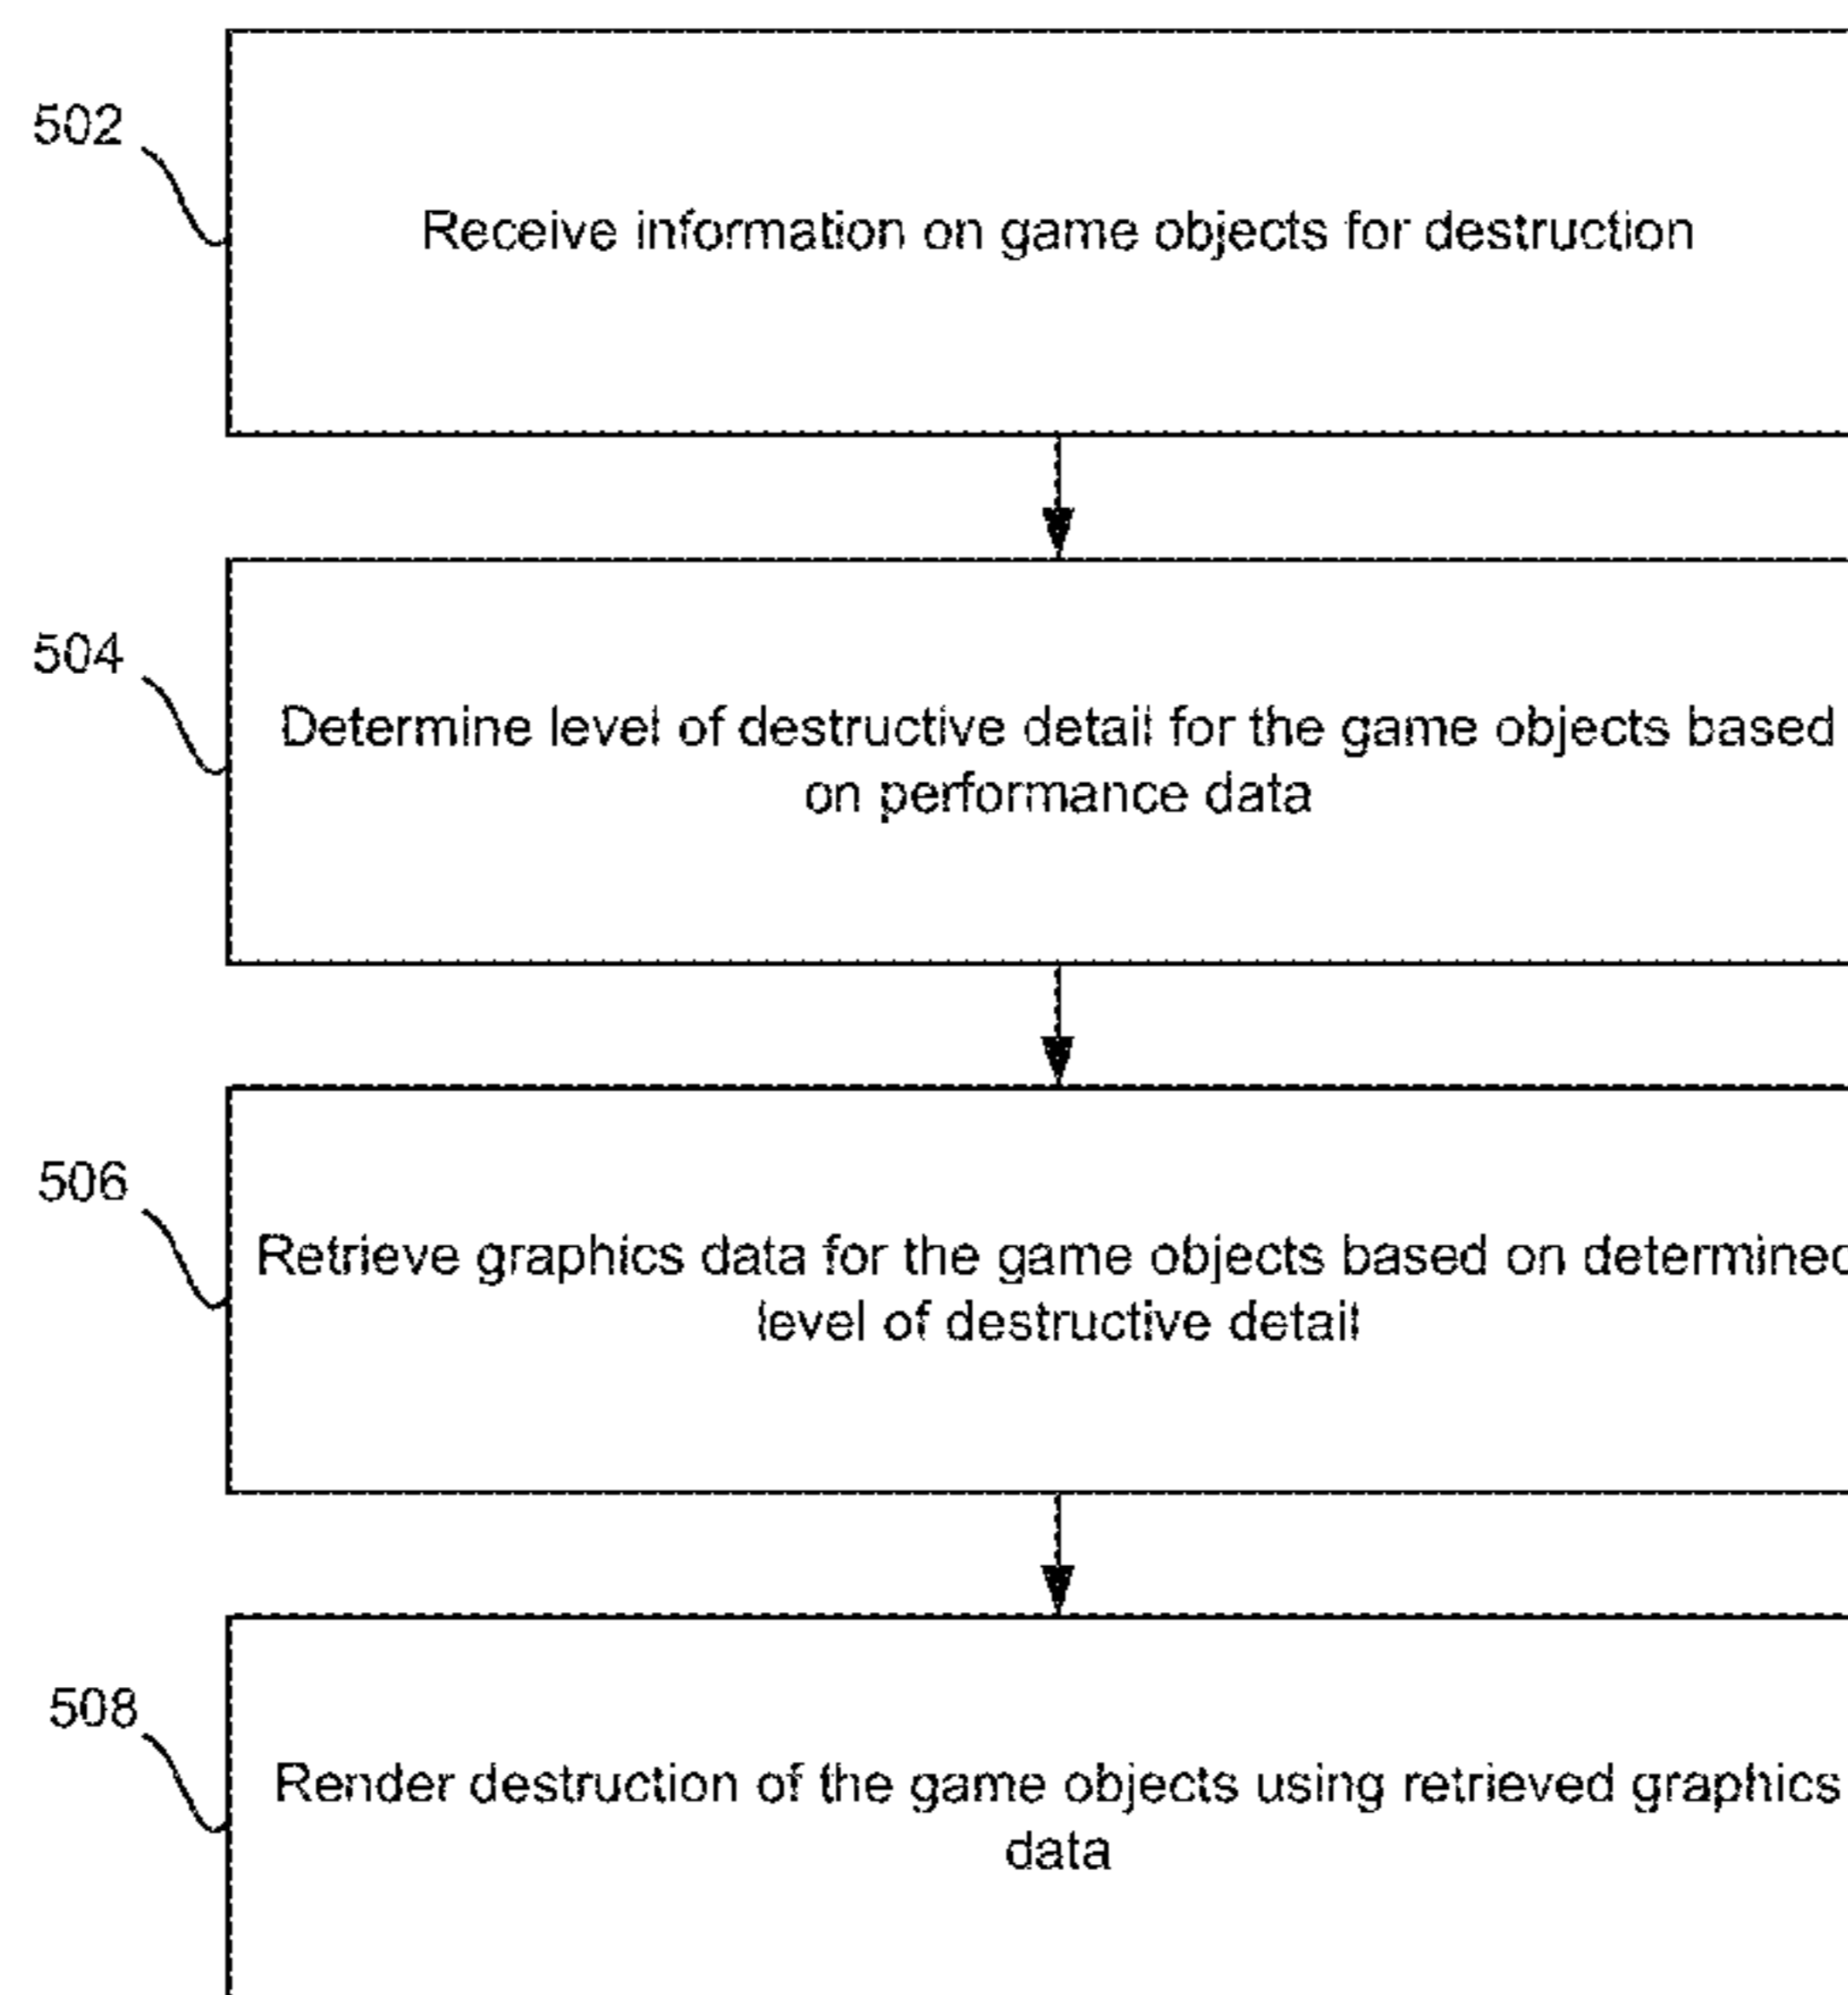 502
Receive information on game objects for destruction
504
Determine level of destructive detail for the game objects based
on performance data
506
Retrieve graphics data for the game objects based on determined
level of destructive detail
508
Render destruction of the game objects using retrieved graphics
data